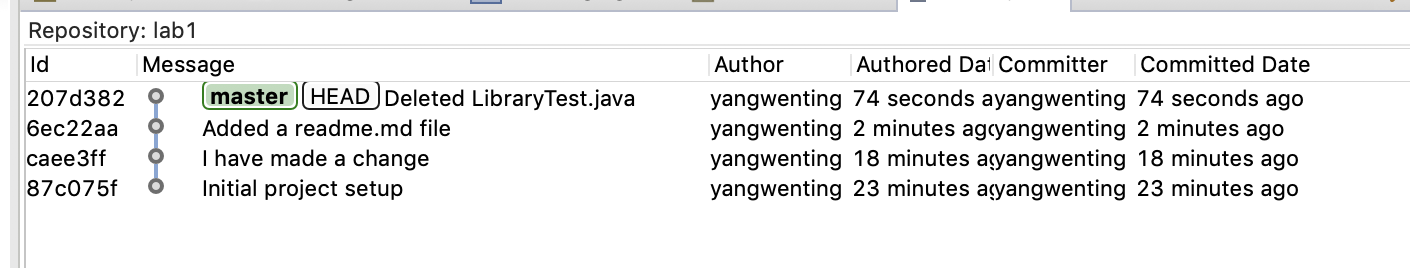 Repository: lab1
Id Message Author Authored Dat Committer Committed Date
207d382 master HEAD Deleted LibraryTest.java yangwenting 74 seconds a yangwenting 74 seconds ago
6ec22aa Added a readme.md file yangwenting 2 minutes ag yangwenting 2 minutes ago
caee3ff I have made a change yangwenting 18 minutes a yangwenting 18 minutes ago
87c075f Initial project setup yangwenting 23 minutes a yangwenting 23 minutes ago